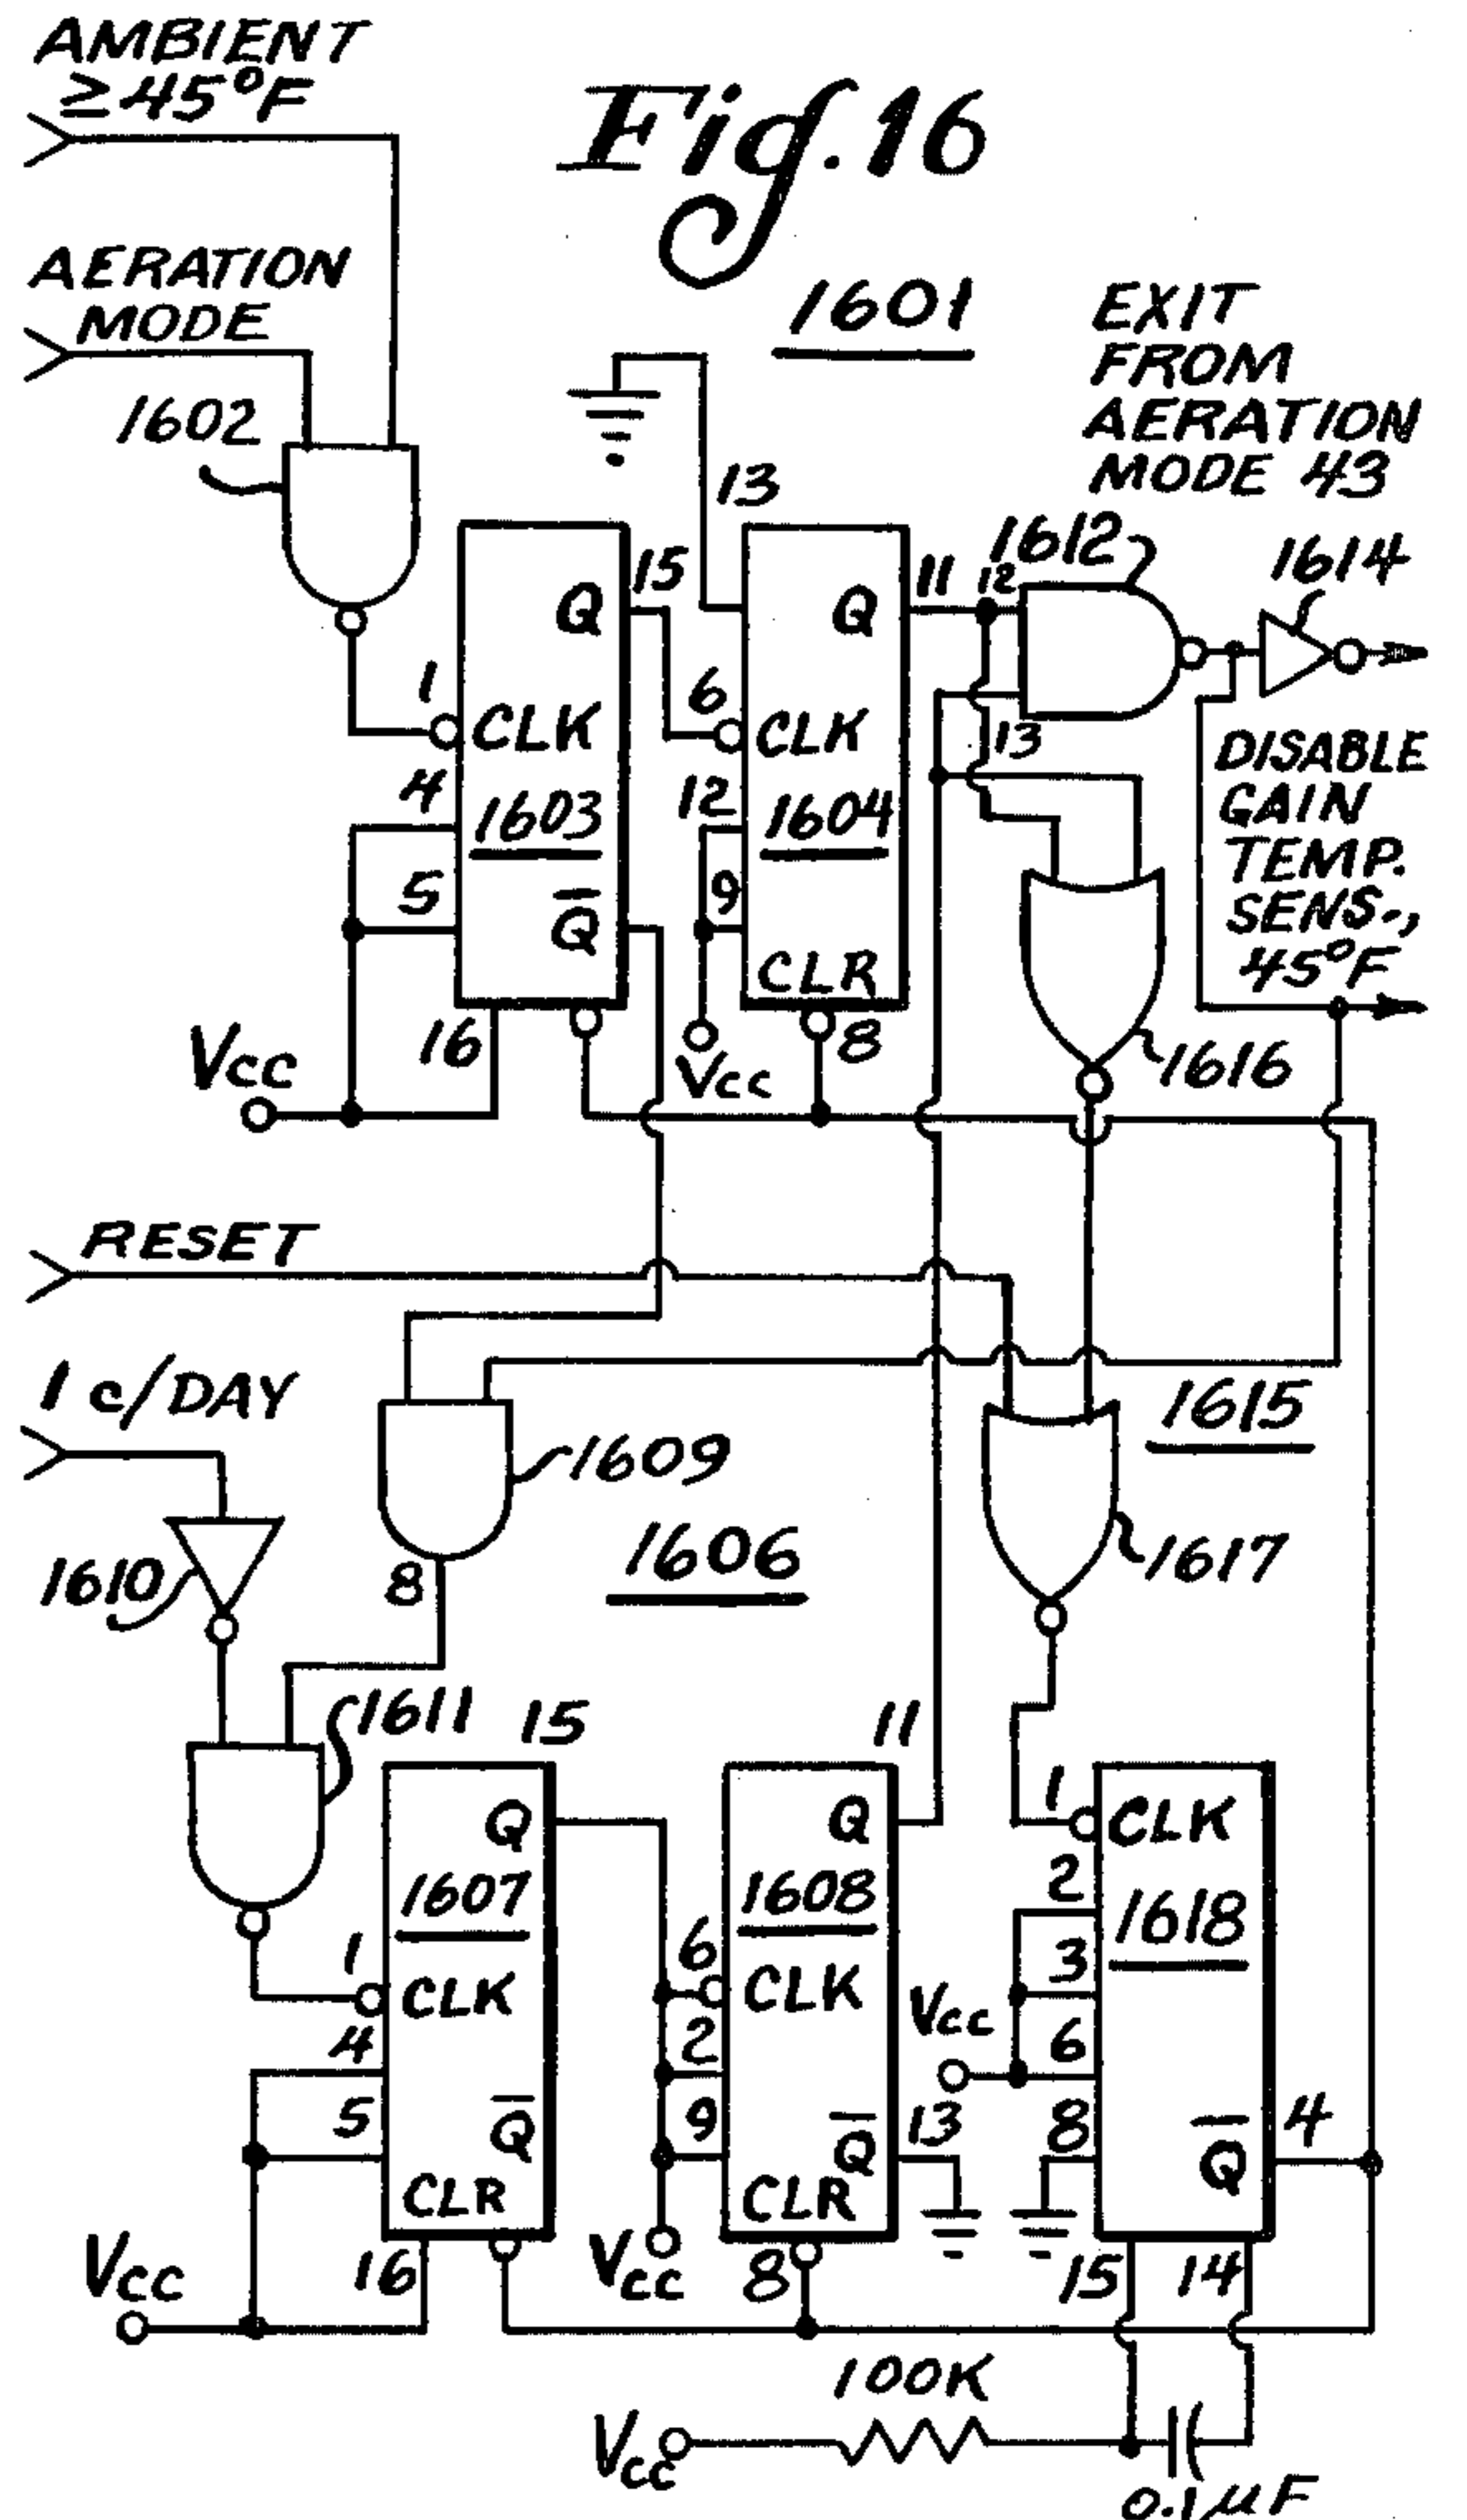 AMBIENT
≥45°F
Fig. 16
AERATION
MODE
1601
EXIT
FROM
AERATION
MODE 43
1602
13
15
11
12
1612
1614
Q
Q
1
6
CLK
CLK
13
4
12
1603
1604
5
9
Q̅
CLR
DISABLE
GAIN
TEMP.
SENS.,
45°F
16
Vcc
Vcc
8
1616
RESET
1 c/DAY
1609
1615
1610
8
1606
1617
1611
15
11
Q
Q
1
CLK
1607
1608
2
1618
1
6
3
CLK
CLK
Vcc
4
2
6
5
9
Q̅
Q̅
13
8
Q̅
4
CLR
CLR
Vcc
16
Vcc
8
15
14
100K
Vcc
0.1µF